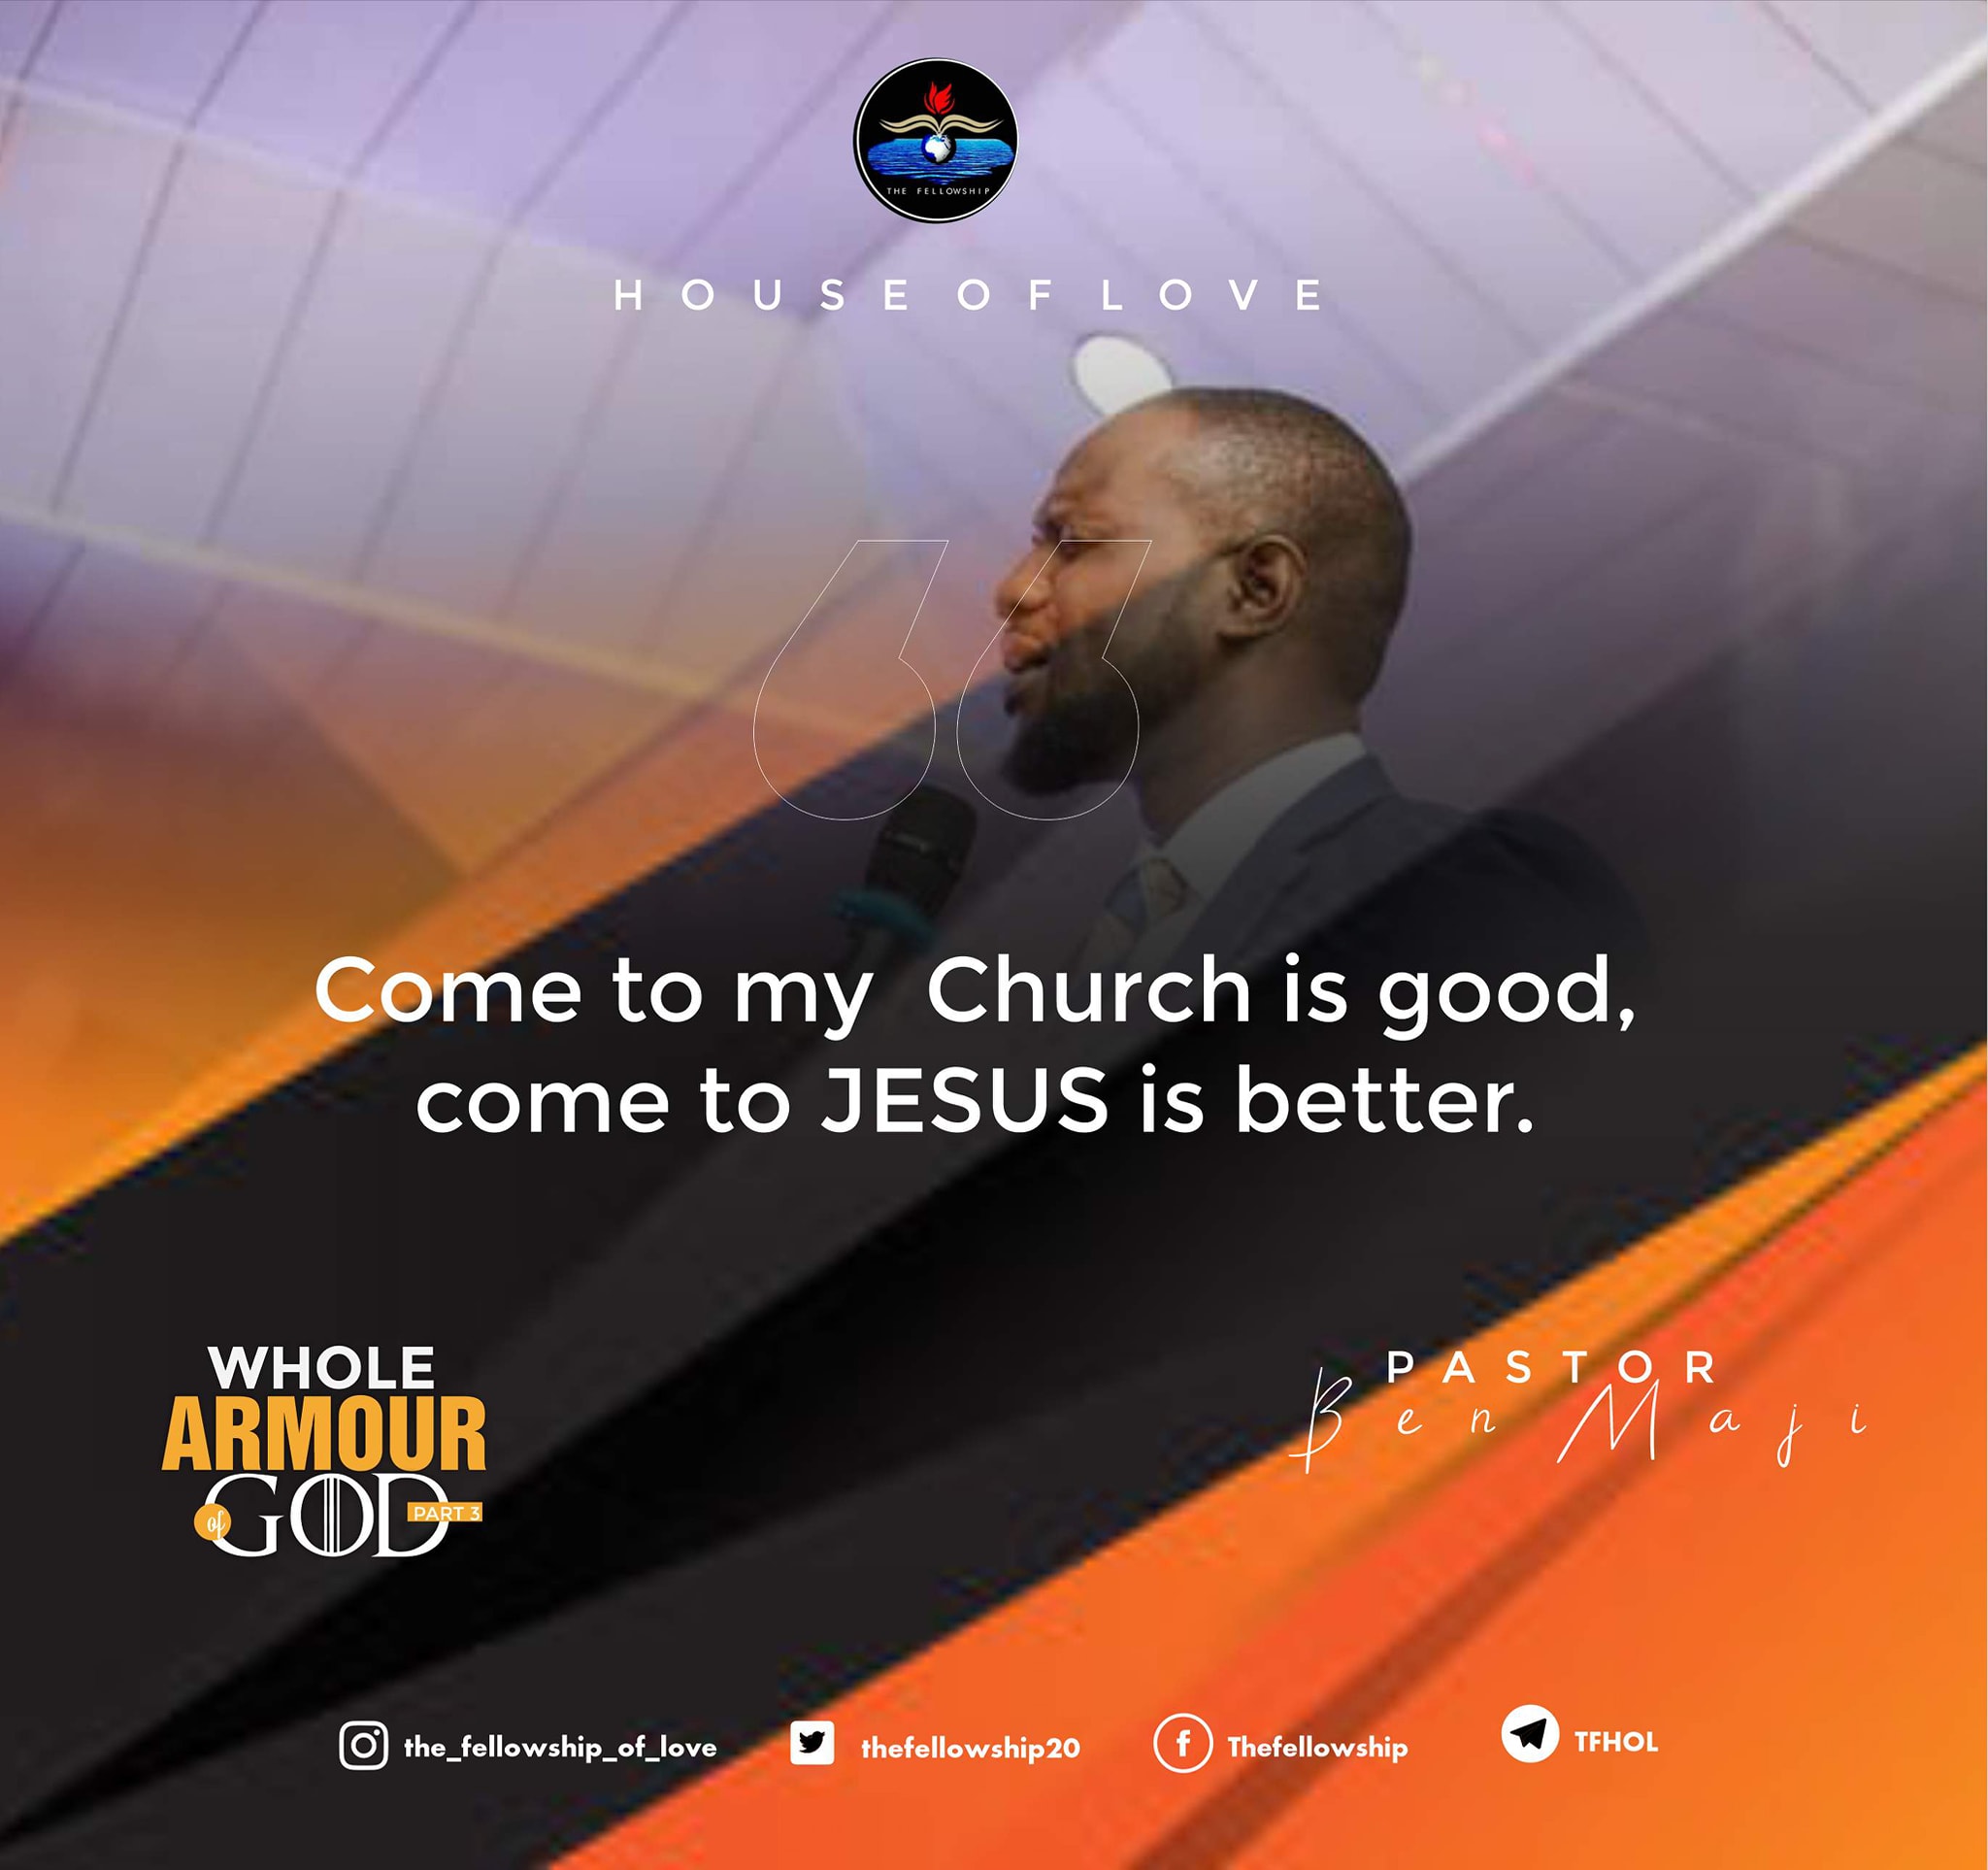 THE FELLOWSHIP
HOUSE OF LOVE
Come to my Church is good,
come to JESUS is better.
WHOLE
ARMOUR
of GOD PART 3
PASTOR
Ben Maji
the_fellowship_of_love
thefellowship20
Thefellowship
TFHOL